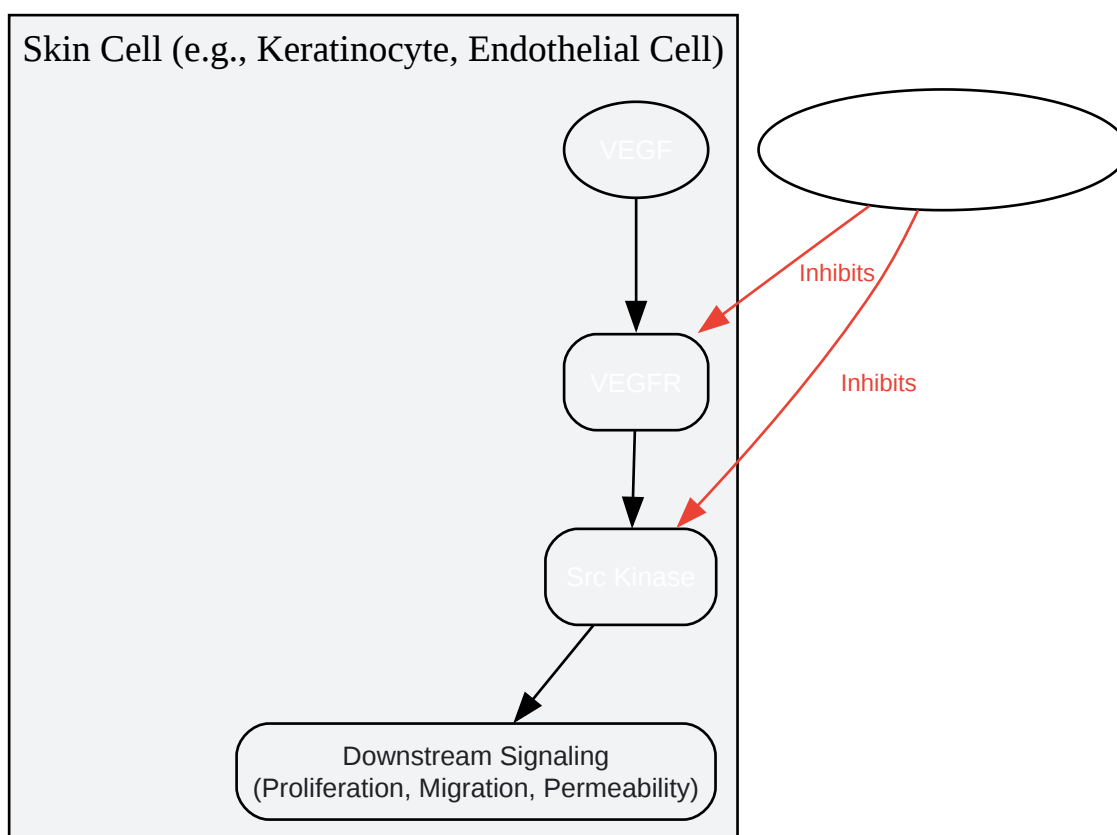 Skin Cell (e.g., Keratinocyte, Endothelial Cell)
VEGF
Inhibits
VEGFR
Inhibits
Src Kinase
Downstream Signaling
(Proliferation, Migration, Permeability)